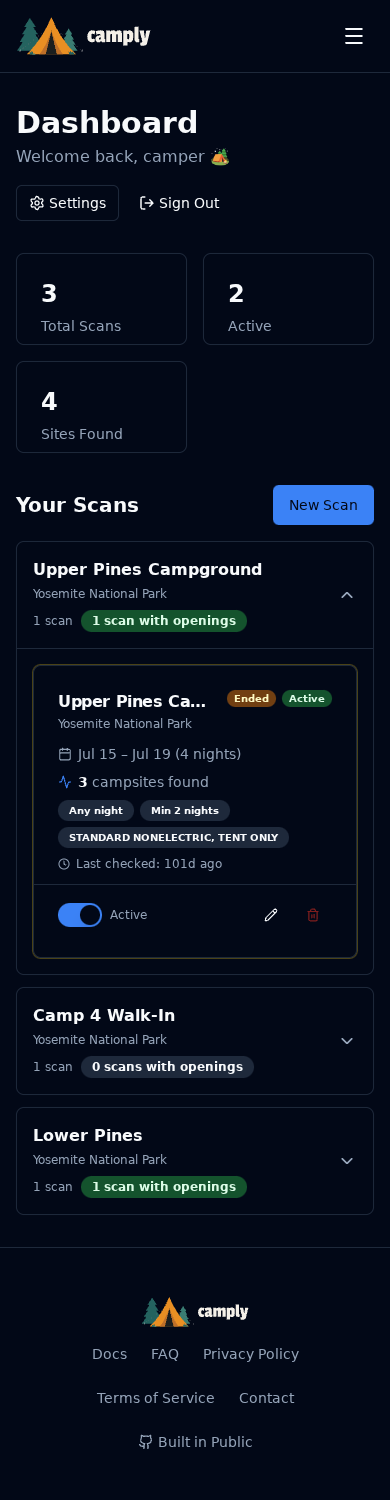 camply
Dashboard
Welcome back, camper 🏕️
Settings
Sign Out
3
Total Scans
2
Active
4
Sites Found
Your Scans
New Scan
Upper Pines Campground
Yosemite National Park
1 scan
1 scan with openings
Upper Pines Ca...
Ended
Active
Yosemite National Park
Jul 15 – Jul 19 (4 nights)
3 campsites found
Any night
Min 2 nights
STANDARD NONELECTRIC, TENT ONLY
Last checked: 101d ago
Active
Camp 4 Walk-In
Yosemite National Park
1 scan
0 scans with openings
Lower Pines
Yosemite National Park
1 scan
1 scan with openings
camply
Docs
FAQ
Privacy Policy
Terms of Service
Contact
Built in Public